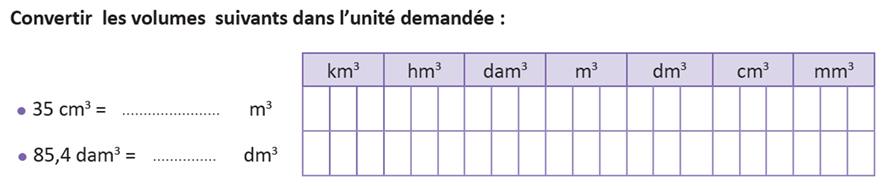 Convertir les volumes suivants dans l’unité demandée :
km³ hm³ dam³ m³ dm³ cm³ mm³
• 35 cm³ = ....................... m³
• 85,4 dam³ = ............... dm³